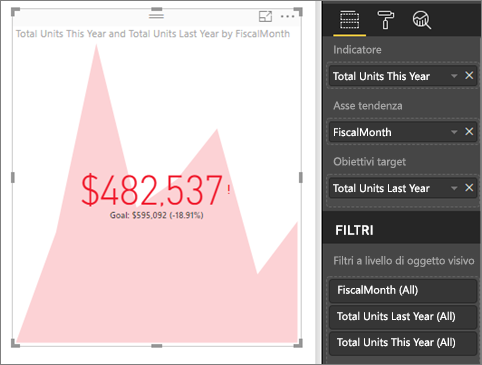 Total Units This Year and Total Units Last Year by FiscalMonth
$482,537!
Goal: $595,092 (-18.91%)
Indicatore
Total Units This Year
Asse tendenza
FiscalMonth
Obiettivi target
Total Units Last Year
FILTRI
Filtri a livello di oggetto visivo
FiscalMonth (All)
Total Units Last Year (All)
Total Units This Year (All)